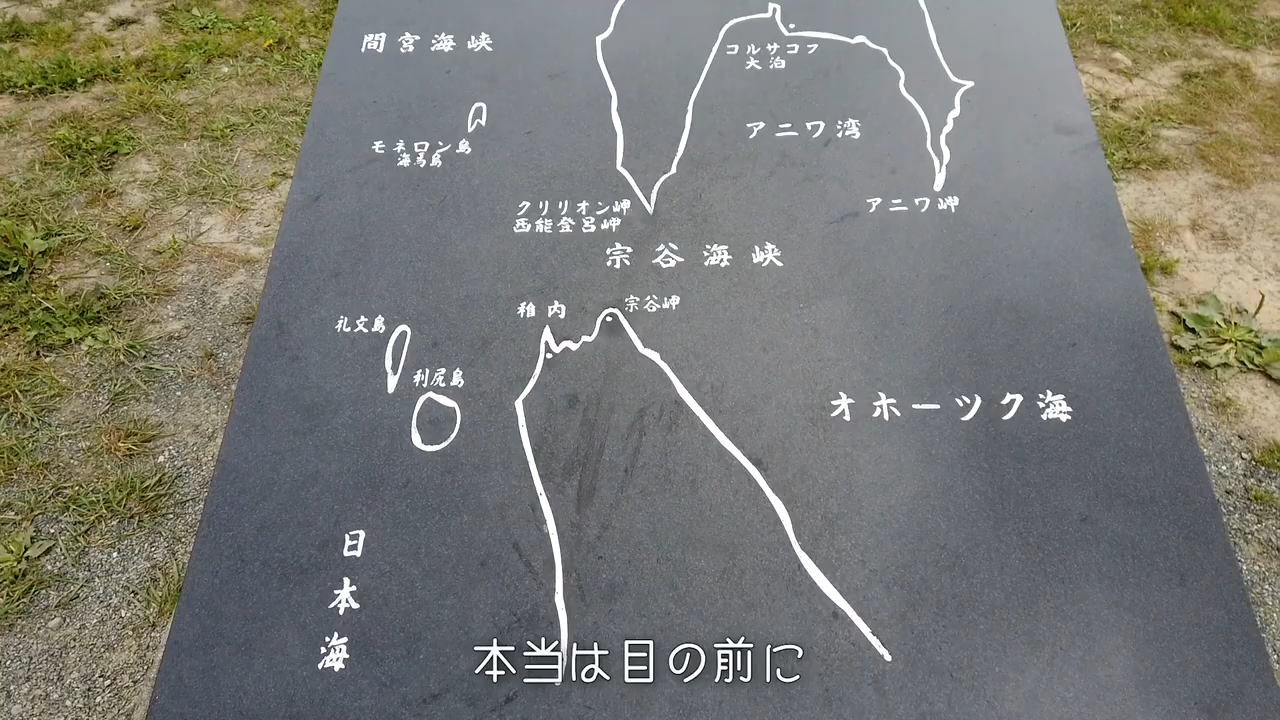 間宮海峡
コルサコフ
大泊
モネロン島
海馬島
アニワ湾
クリリオン岬
西能登呂岬
アニワ岬
宗谷海峡
稚内
宗谷岬
礼文島
利尻島
オホーツク海
日本海
本当は目の前に